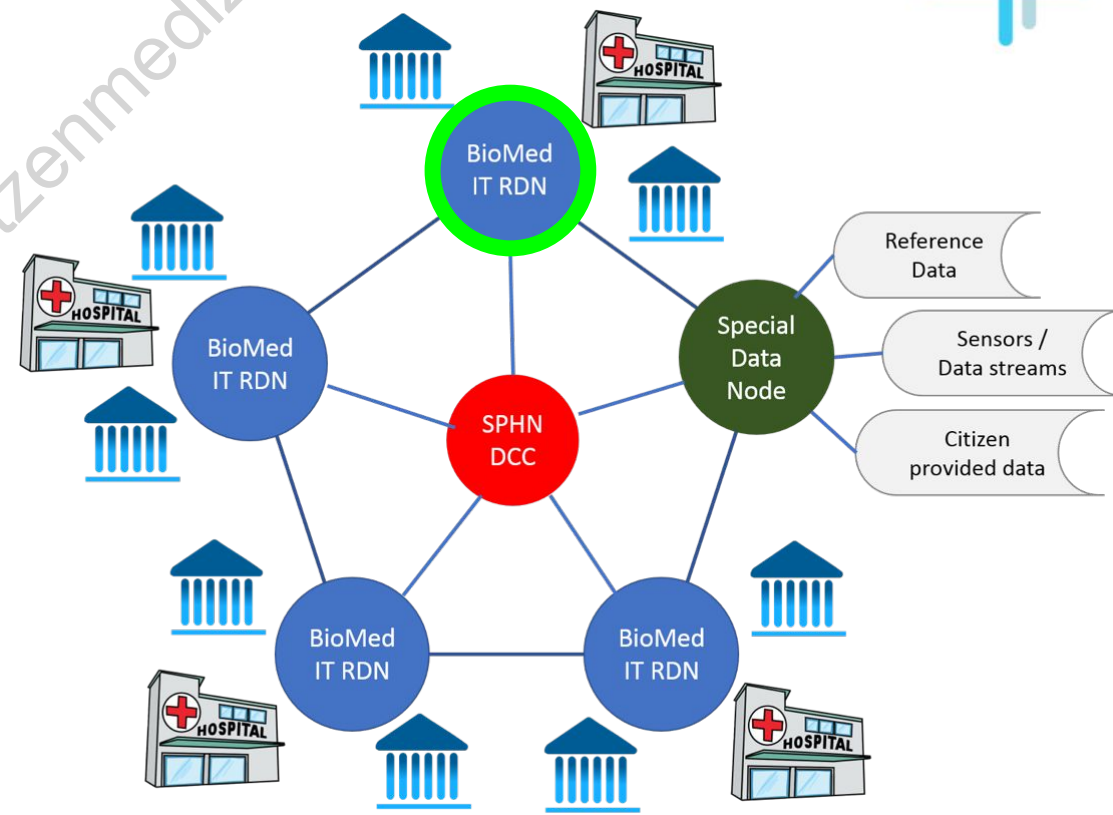 HOSPITAL
BioMed
IT RDN
Reference
Data
HOSPITAL
BioMed
IT RDN
Special
Data
Node
Sensors /
Data streams
SPHN
DCC
Citizen
provided data
BioMed
IT RDN
BioMed
IT RDN
HOSPITAL
HOSPITAL